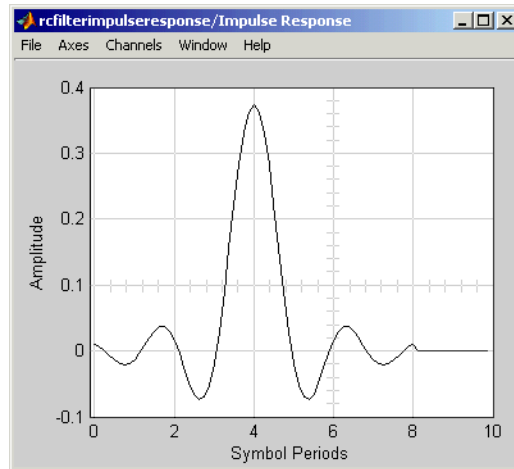 rcfilterimpulseresponse/Impulse Response
File Axes Channels Window Help
0.4
0.3
0.2
0.1
0
-0.1
Amplitude
0 2 4 6 8 10
Symbol Periods